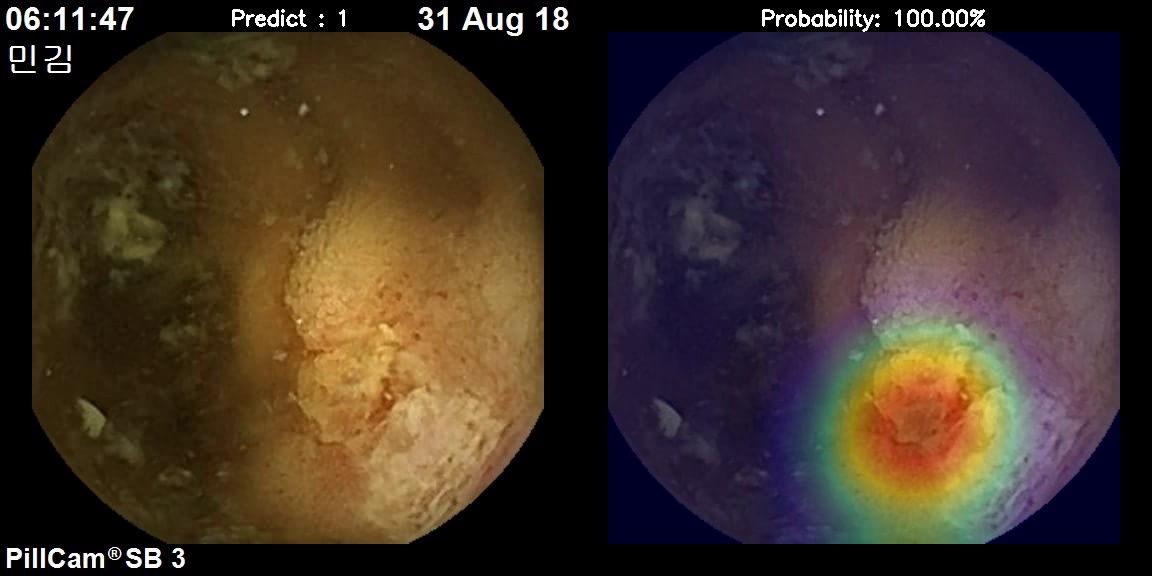 06:11:47
Predict : 1
31 Aug 18
Probability: 100.00%
민김
PillCam® SB 3